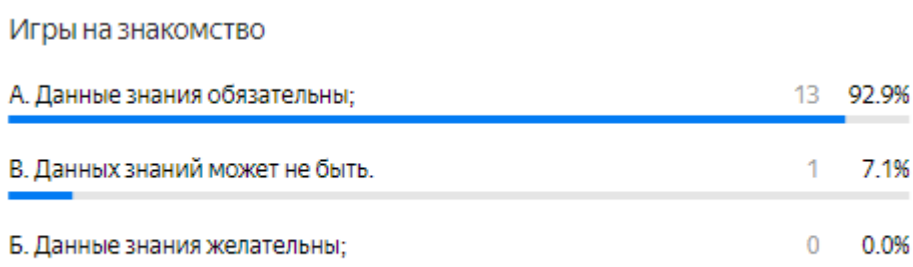 Игры на знакомство
А. Данные знания обязательны; 13 92.9%
В. Данных знаний может не быть. 1 7.1%
Б. Данные знания желательны; 0 0.0%